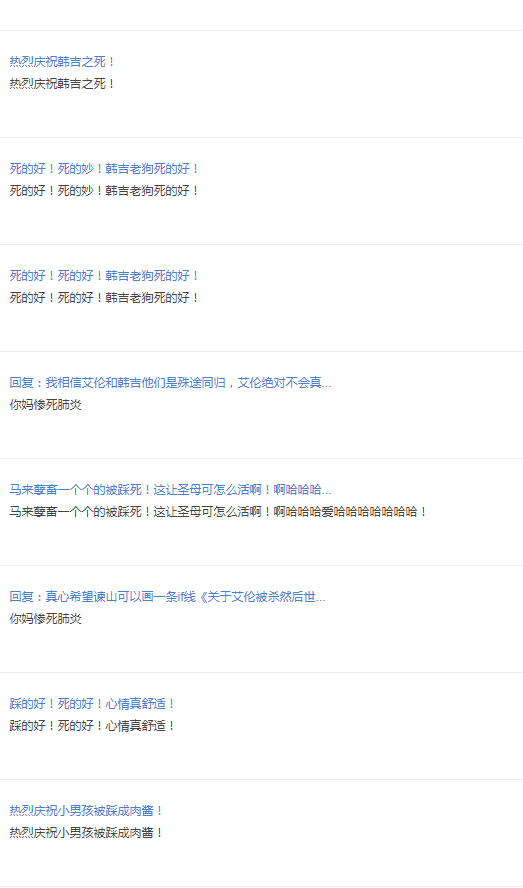 热烈庆祝韩吉之死！
热烈庆祝韩吉之死！
死的好！死的妙！韩吉老狗死的好！
死的好！死的妙！韩吉老狗死的好！
死的好！死的好！韩吉老狗死的好！
死的好！死的好！韩吉老狗死的好！
回复：我相信艾伦和韩吉他们是殊途同归，艾伦绝对不会真...
你妈惨死肺炎
马来孽畜一个个的被踩死！这让圣母可怎么活啊！啊哈哈哈...
马来孽畜一个个的被踩死！这让圣母可怎么活啊！啊哈哈哈爱哈哈哈哈哈哈哈！
回复：真心希望谏山可以画一条if线《关于艾伦被杀然后世...
你妈惨死肺炎
踩的好！死的好！心情真舒适！
踩的好！死的好！心情真舒适！
热烈庆祝小男孩被踩成肉酱！
热烈庆祝小男孩被踩成肉酱！